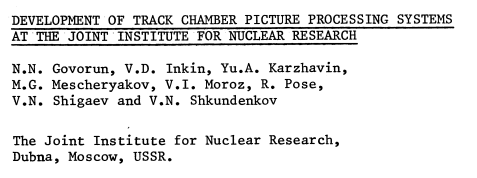 DEVELOPMENT OF TRACK CHAMBER PICTURE PROCESSING SYSTEMS
AT THE JOINT INSTITUTE FOR NUCLEAR RESEARCH
N.N. Govorun, V.D. Inkin, Yu.A. Karzhavin,
M.G. Mescheryakov, V.I. Moroz, R. Pose,
V.N. Shigaev and V.N. Shkundenkov
The Joint Institute for Nuclear Research,
Dubna, Moscow, USSR.